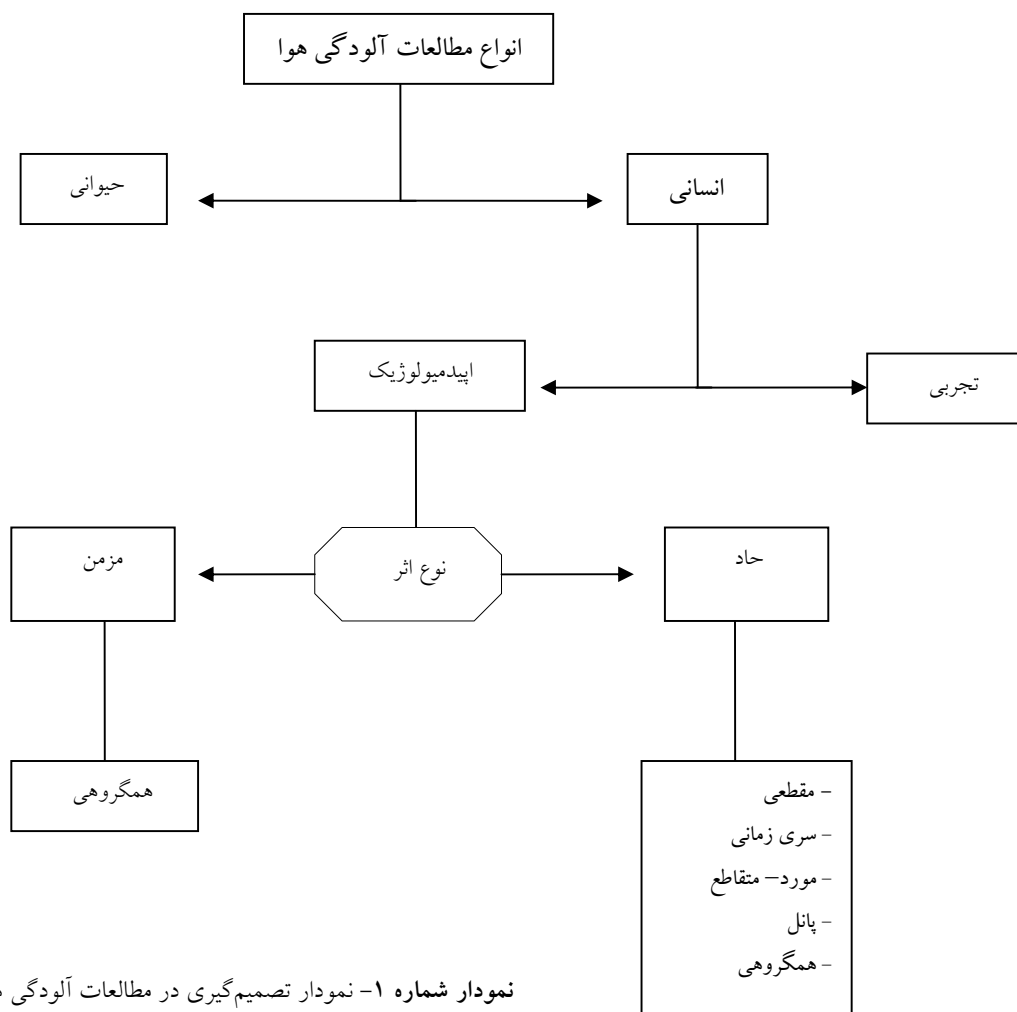 انواع مطالعات آلودگی هوا
انسانی
حیوانی
تجربی
اپیدمیولوژیک
حاد
نوع اثر
مزمن
همگروهی
- مقطعی
- سری زمانی
- مورد– متقاطع
- پانل
- همگروهی
نمودار شماره ۱- نمودار تصمیم‌گیری در مطالعات آلودگی